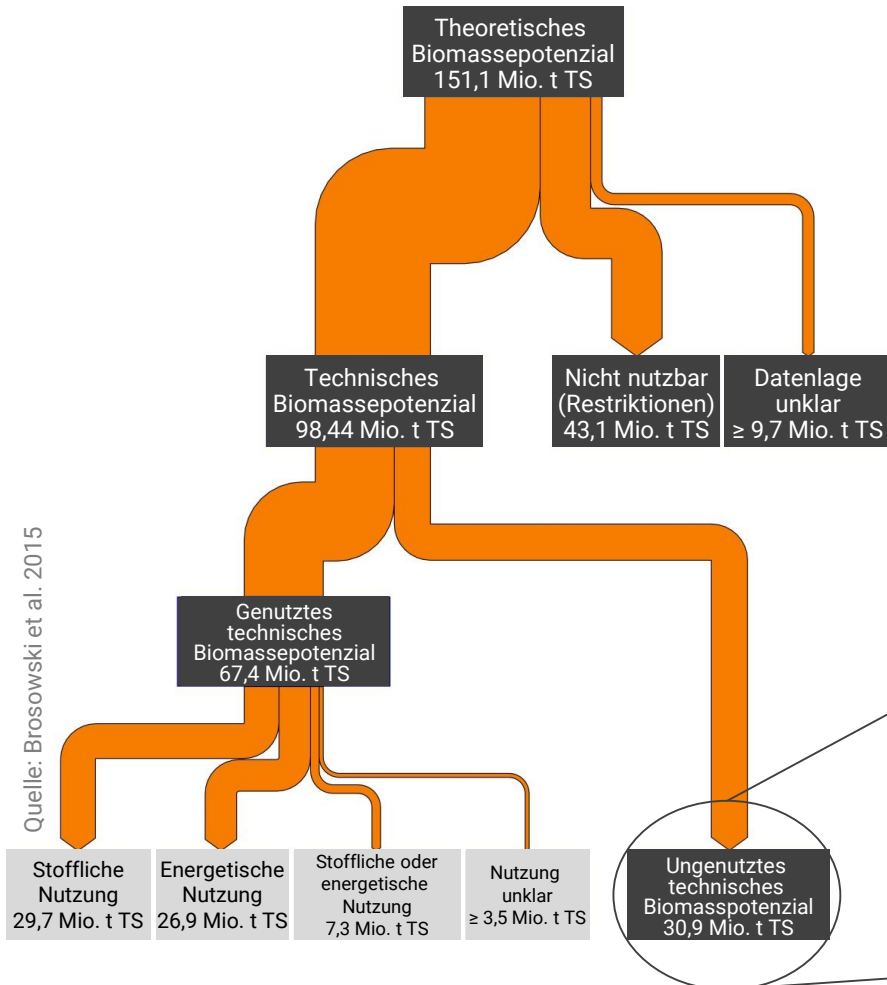 Theoretisches
Biomassepotenzial
151,1 Mio. t TS
Technisches
Biomassepotenzial
98,44 Mio. t TS
Nicht nutzbar
(Restriktionen)
43,1 Mio. t TS
Datenlage
unklar
≥ 9,7 Mio. t TS
Quelle: Brosowski et al. 2015
Genutztes
technisches
Biomassepotenzial
67,4 Mio. t TS
Stoffliche
Nutzung
29,7 Mio. t TS
Energetische
Nutzung
26,9 Mio. t TS
Stoffliche oder
energetische
Nutzung
7,3 Mio. t TS
Nutzung
unklar
≥ 3,5 Mio. t TS
Ungenutztes
technisches
Biomasspotenzial
30,9 Mio. t TS